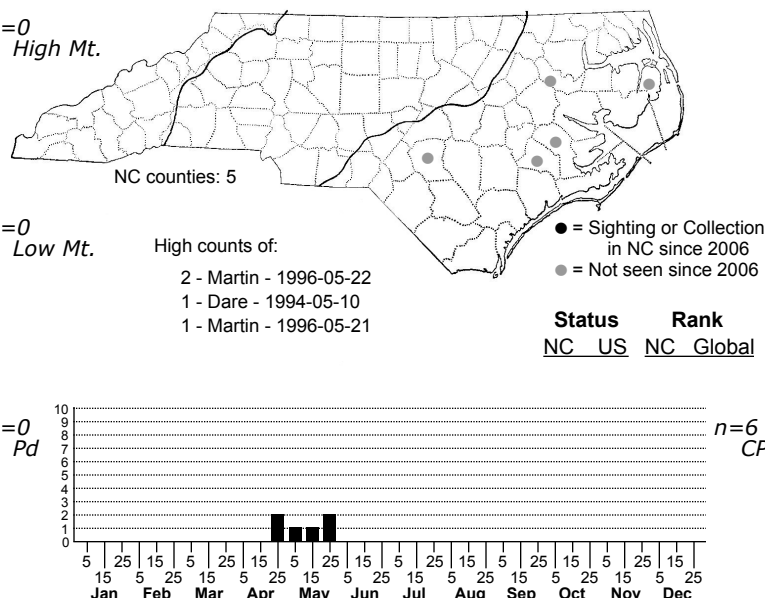 =0
High Mt.
NC counties: 5
=0
Low Mt.
High counts of:
2 - Martin - 1996-05-22
1 - Dare - 1994-05-10
1 - Martin - 1996-05-21
● = Sighting or Collection
in NC since 2006
● = Not seen since 2006
Status Rank
NC US NC Global
=0
Pd
n=6
CP
10
9
8
7
6
5
4
3
2
1
0
5 25 15 5 25 15 5 25 15 5 25 15 5 25 15 5 25 15
15 5 25 15 5 25 15 5 25 15 5 25 15 5 25 15 5 25
Jan Feb Mar Apr May Jun Jul Aug Sep Oct Nov Dec